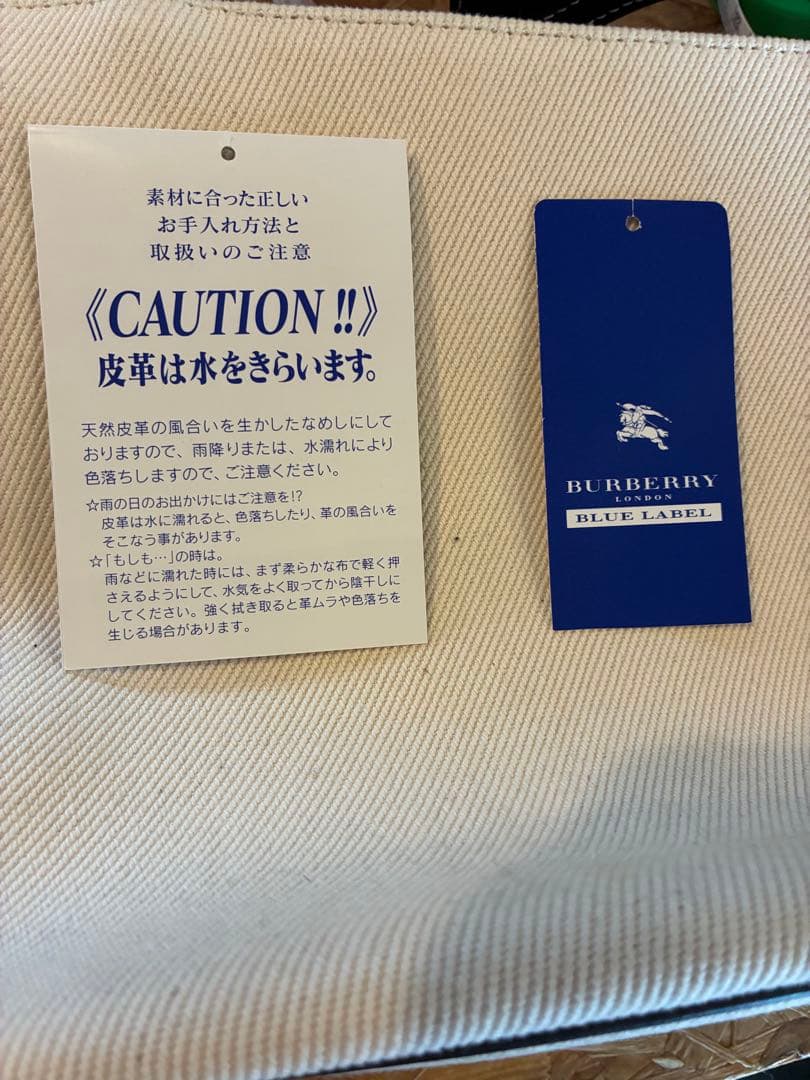 素材に合った正しい
お手入れ方法と
取扱いのご注意
《CAUTION!!》
皮革は水をきらいます。
天然皮革の風合いを生かしたなめしにして
おりますので、雨降りまたは、水濡れにより
色落ちしますので、ご注意ください。
☆雨の日のお出かけにはご注意を!?
皮革は水に濡れると、色落ちしたり、革の風合いを
そこなう事があります。
☆「もしも…」の時は。
雨などに濡れた時には、まず柔らかな布で軽く押
さえるようにして、水気をよく取ってから陰干しに
してください。強く拭き取ると革ムラや色落ちを
生じる場合があります。
BURBERRY
LONDON
BLUE LABEL